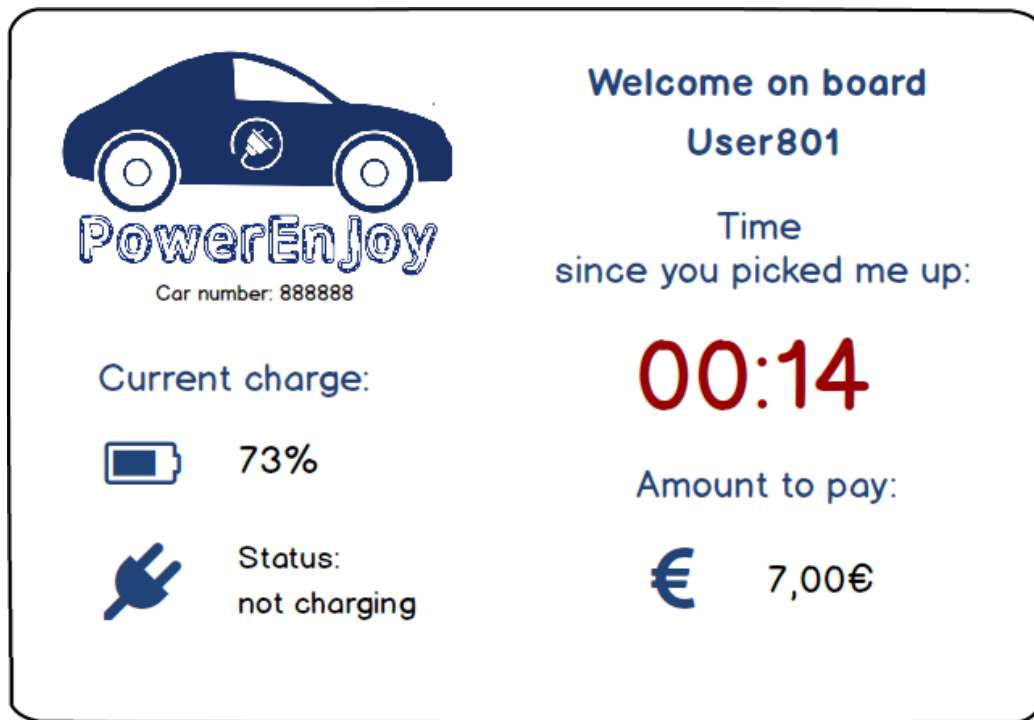 PowerEnJoy
Car number: 888888
Current charge:
73%
Status:
not charging
Welcome on board
User801
Time
since you picked me up:
00:14
Amount to pay:
€ 7,00€